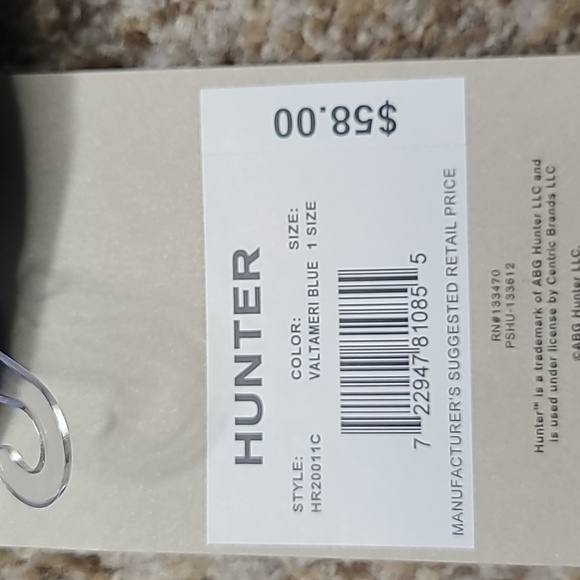 HUNTER
STYLE: COLOR: SIZE:
HR20011C VALTAMERI BLUE 1 SIZE
7 22947 81085 5
MANUFACTURER'S SUGGESTED RETAIL PRICE
$58.00
RN#133470
PSHU-133612
Hunter™ is a trademark of ABG Hunter LLC and
is used under license by Centric Brands LLC
©ABG Hunter LLC.